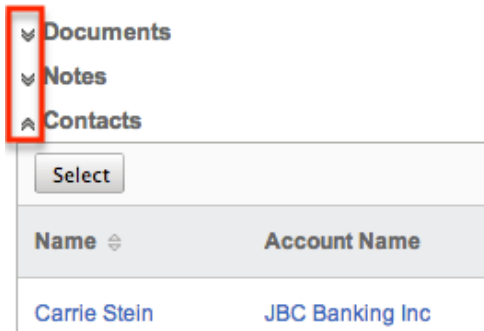 Documents
Notes
Contacts
Select
Name Account Name
Carrie Stein JBC Banking Inc